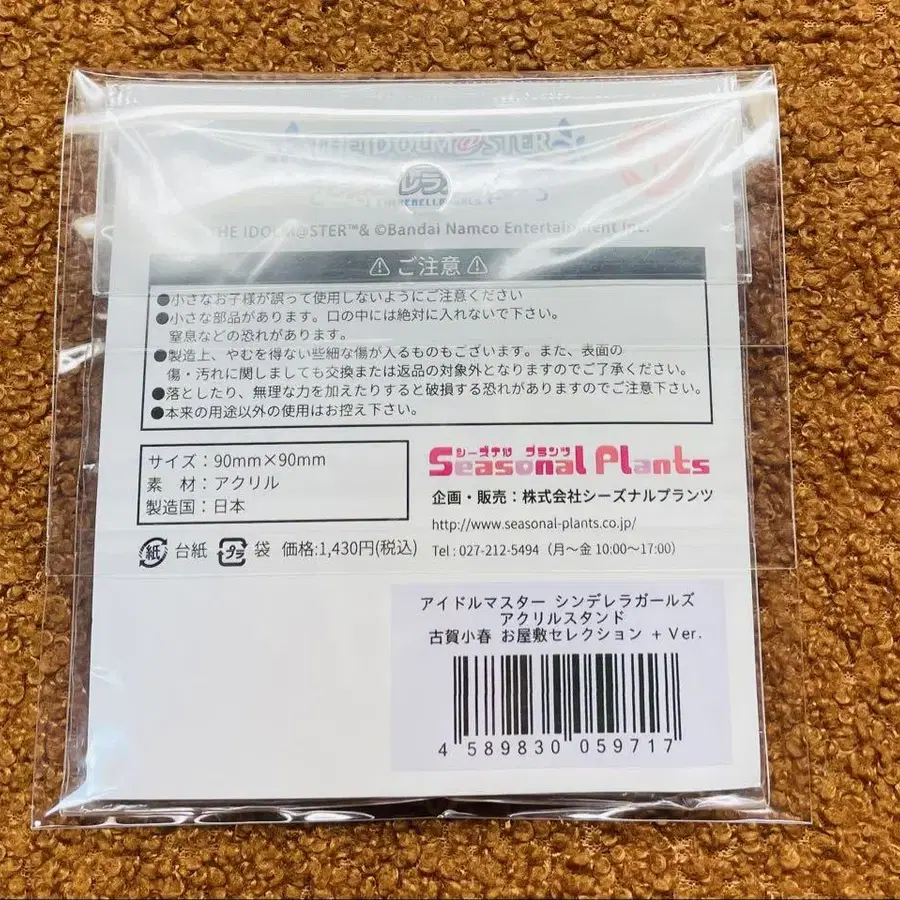 THE IDOLM@STER
THE IDOLM@STER™& ©Bandai Namco Entertainment Inc.
ご注意
●小さなお子様が誤って使用しないようにご注意ください
●小さな部品があります。口の中には絶対に入れないで下さい。
窒息などの恐れがあります。
●製造上、やむを得ない些細な傷が入るものもございます。また、表面の
傷・汚れに関しましても交換または返品の対象外となりますのでご了承ください。
●落としたり、無理な力を加えたりすると破損する恐れがありますのでご注意下さい。
●本来の用途以外の使用はお控え下さい。
サイズ：90mm×90mm
素　材：アクリル
製造国：日本
シーズナル プランツ
Seasonal Plants
企画・販売：株式会社シーズナルプランツ
http://www.seasonal-plants.co.jp/
Tel : 027-212-5494（月～金 10:00～17:00）
紙 台紙 プラ 袋 価格:1,430円(税込)
アイドルマスター シンデレラガールズ
アクリルスタンド
古賀小春 お屋敷セレクション + Ver.
4 589830 059717